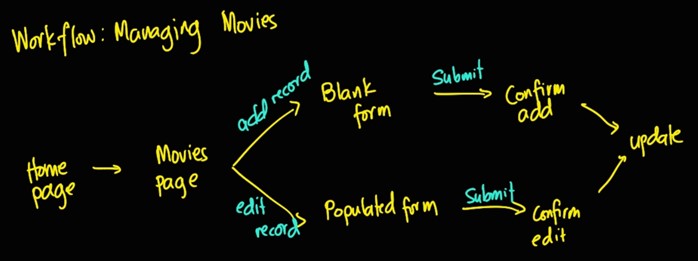 Workflow: Managing Movies
add record
Blank
form
Submit
Confirm
add
Home
page
Movies
page
update
edit
record
Populated form
Submit
Confirm
edit